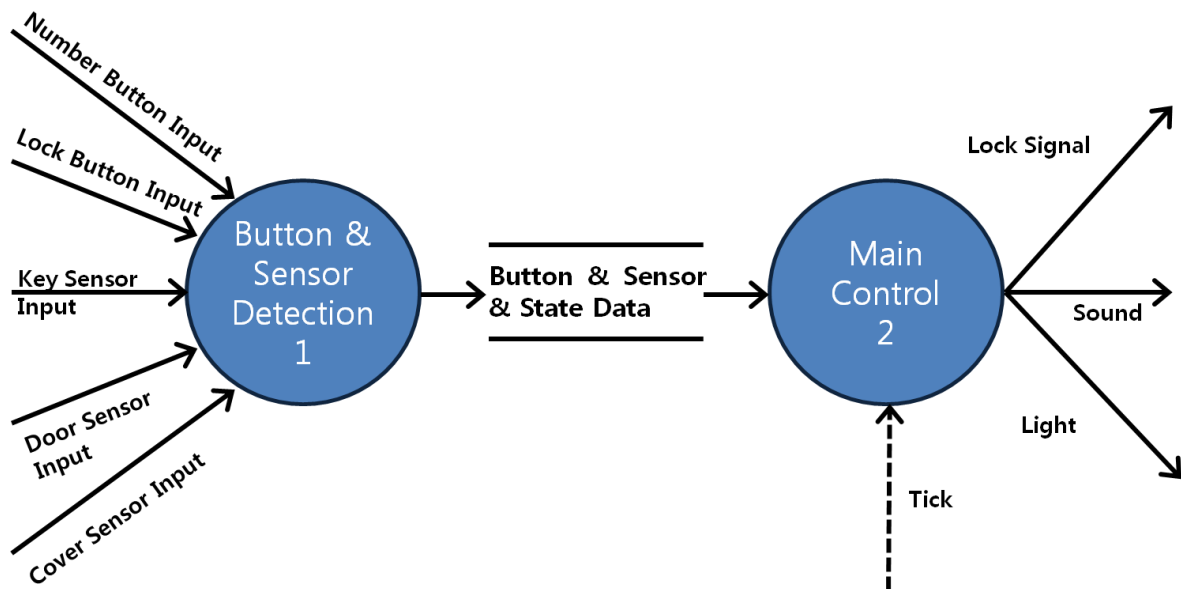 Number Button Input
Lock Button Input
Key Sensor
Input
Door Sensor
Input
Cover Sensor Input
Button &
Sensor
Detection
1
Button & Sensor
& State Data
Main
Control
2
Tick
Lock Signal
Sound
Light